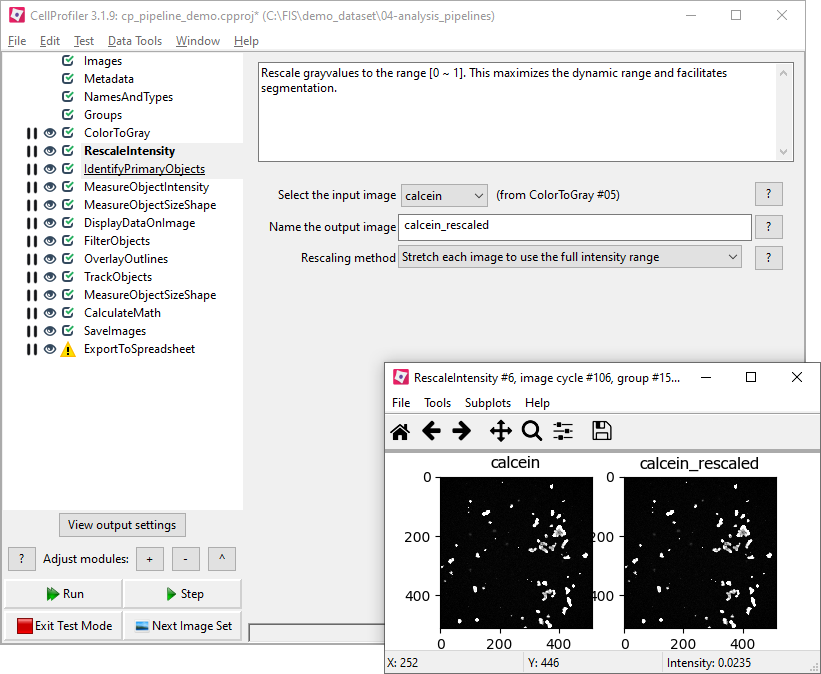 CellProfiler 3.1.9: cp_pipeline_demo.cpproj* (C:\FIS\demo_dataset\04-analysis_pipelines)
File Edit Test Data Tools Window Help
Images
Metadata
NamesAndTypes
Groups
ColorToGray
RescaleIntensity
IdentifyPrimaryObjects
MeasureObjectIntensity
MeasureObjectSizeShape
DisplayDataOnImage
FilterObjects
OverlayOutlines
TrackObjects
MeasureObjectSizeShape
CalculateMath
SaveImages
ExportToSpreadsheet
View output settings
? Adjust modules: + - ^
Run Step
Exit Test Mode Next Image Set
Rescale grayvalues to the range [0 ~ 1]. This maximizes the dynamic range and facilitates
segmentation.
Select the input image calcein (from ColorToGray #05) ?
Name the output image calcein_rescaled ?
Rescaling method Stretch each image to use the full intensity range ?
RescaleIntensity #6, image cycle #106, group #15...
File Tools Subplots Help
calcein calcein_rescaled
0 0
200 200
400 400
0 200 400 0 200 400
X: 252 Y: 446 Intensity: 0.0235